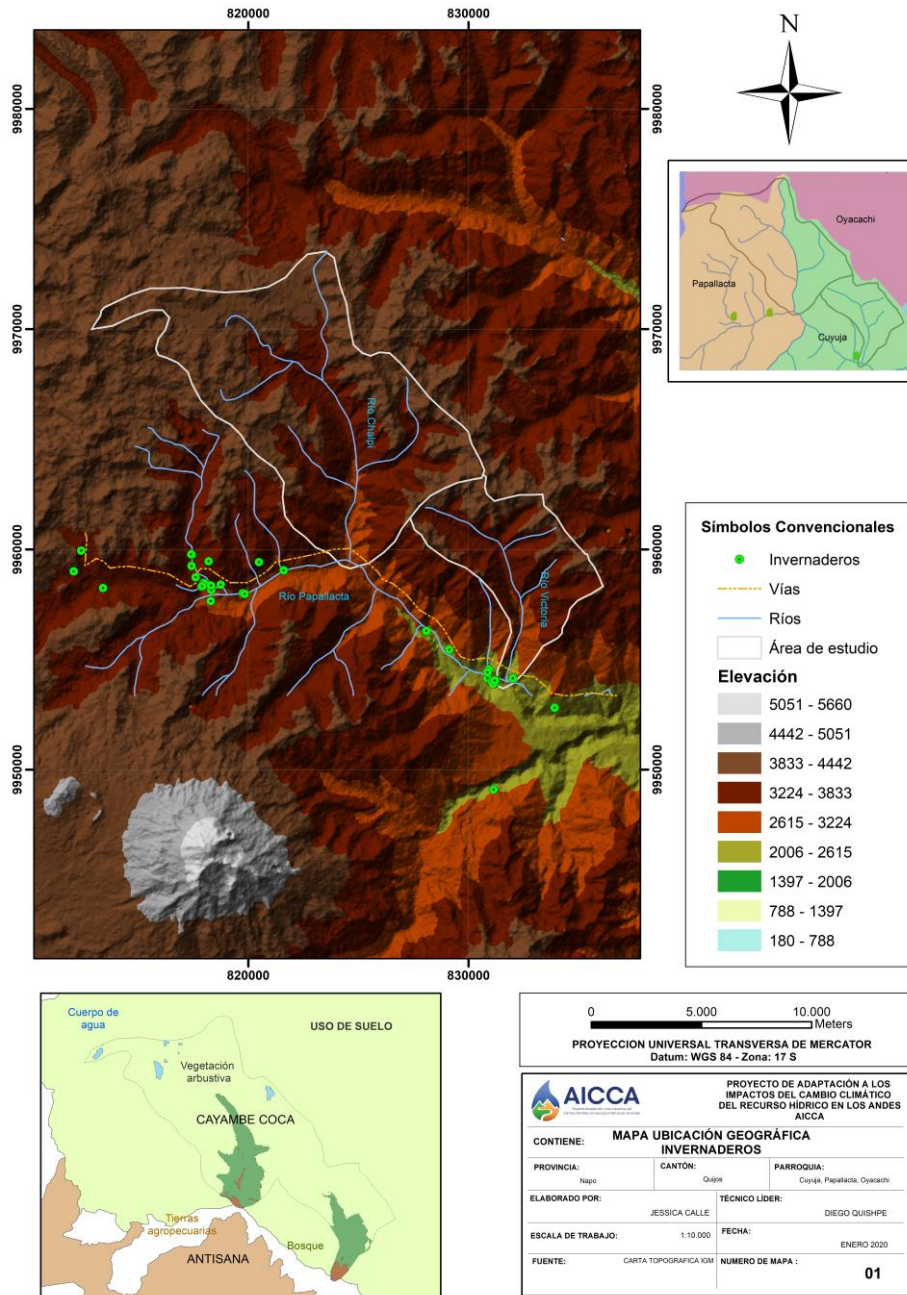 820000
830000
9980000
9970000
9960000
9950000
9980000
9970000
9960000
9950000
Río Chalpi
Río Papallacta
Río Victoria
820000
830000
N
Oyacachi
Papallacta
Cuyuja
Símbolos Convencionales
Invernaderos
Vías
Ríos
Área de estudio
Elevación
5051 - 5660
4442 - 5051
3833 - 4442
3224 - 3833
2615 - 3224
2006 - 2615
1397 - 2006
788 - 1397
180 - 788
Cuerpo de
agua
USO DE SUELO
Vegetación
arbustiva
CAYAMBE COCA
Tierras
agropecuarias
Bosque
ANTISANA
0 5.000 10.000
Meters
PROYECCION UNIVERSAL TRANSVERSA DE MERCATOR
Datum: WGS 84 - Zona: 17 S
AICCA
PROYECTO DE ADAPTACIÓN A LOS
IMPACTOS DEL CAMBIO CLIMÁTICO
DEL RECURSO HÍDRICO EN LOS ANDES
AICCA
CONTIENE: MAPA UBICACIÓN GEOGRÁFICA
INVERNADEROS
PROVINCIA:
Napo
CANTÓN:
Quijos
PARROQUIA:
Cuyuja, Papallacta, Oyacachi
ELABORADO POR:
JESSICA CALLE
TÉCNICO LÍDER:
DIEGO QUISHPE
ESCALA DE TRABAJO: 1:10.000
FECHA:
ENERO 2020
FUENTE: CARTA TOPOGRAFICA IGM
NUMERO DE MAPA :
01